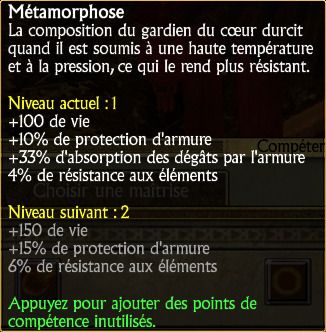 Métamorphose
La composition du gardien du cœur durcit
quand il est soumis à une haute température
et à la pression, ce qui le rend plus résistant.
Niveau actuel : 1
+100 de vie
+10% de protection d'armure
Compéten
+33% d'absorption des dégâts par l'armure
4% de résistance aux éléments
Choisir une maîtrise
Niveau suivant : 2
+150 de vie
+15% de protection d'armure
6% de résistance aux éléments
Appuyez pour ajouter des points de
compétence inutilisés.